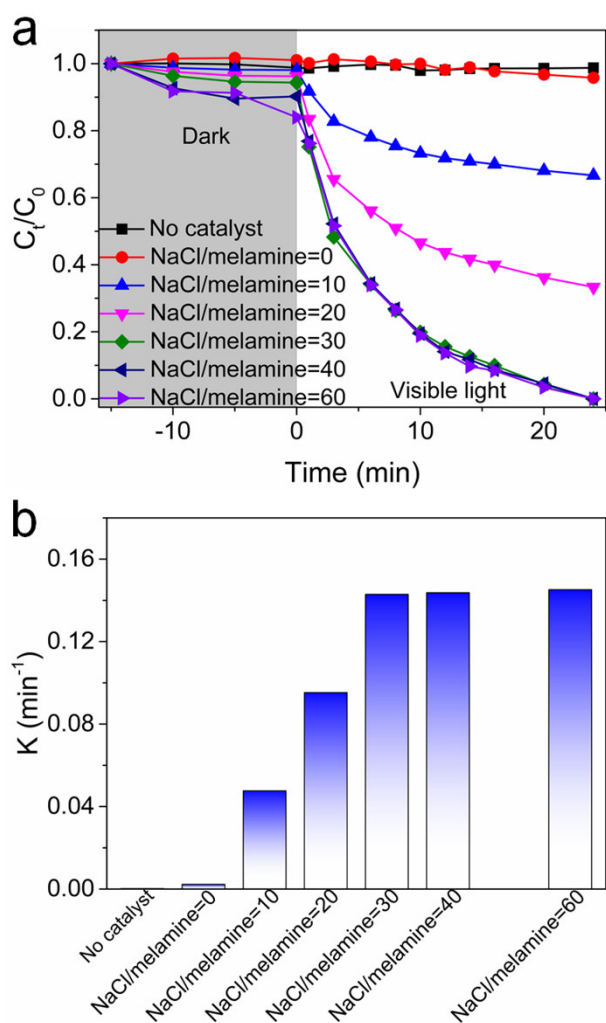 a
C_t/C_0
1.0
0.8
0.6
0.4
0.2
0.0
Dark
No catalyst
NaCl/melamine=0
NaCl/melamine=10
NaCl/melamine=20
NaCl/melamine=30
NaCl/melamine=40
NaCl/melamine=60
Visible light
-10 0 10 20
Time (min)
b
K (min⁻¹)
0.16
0.12
0.08
0.04
0.00
No catalyst
NaCl/melamine=0
NaCl/melamine=10
NaCl/melamine=20
NaCl/melamine=30
NaCl/melamine=40
NaCl/melamine=60